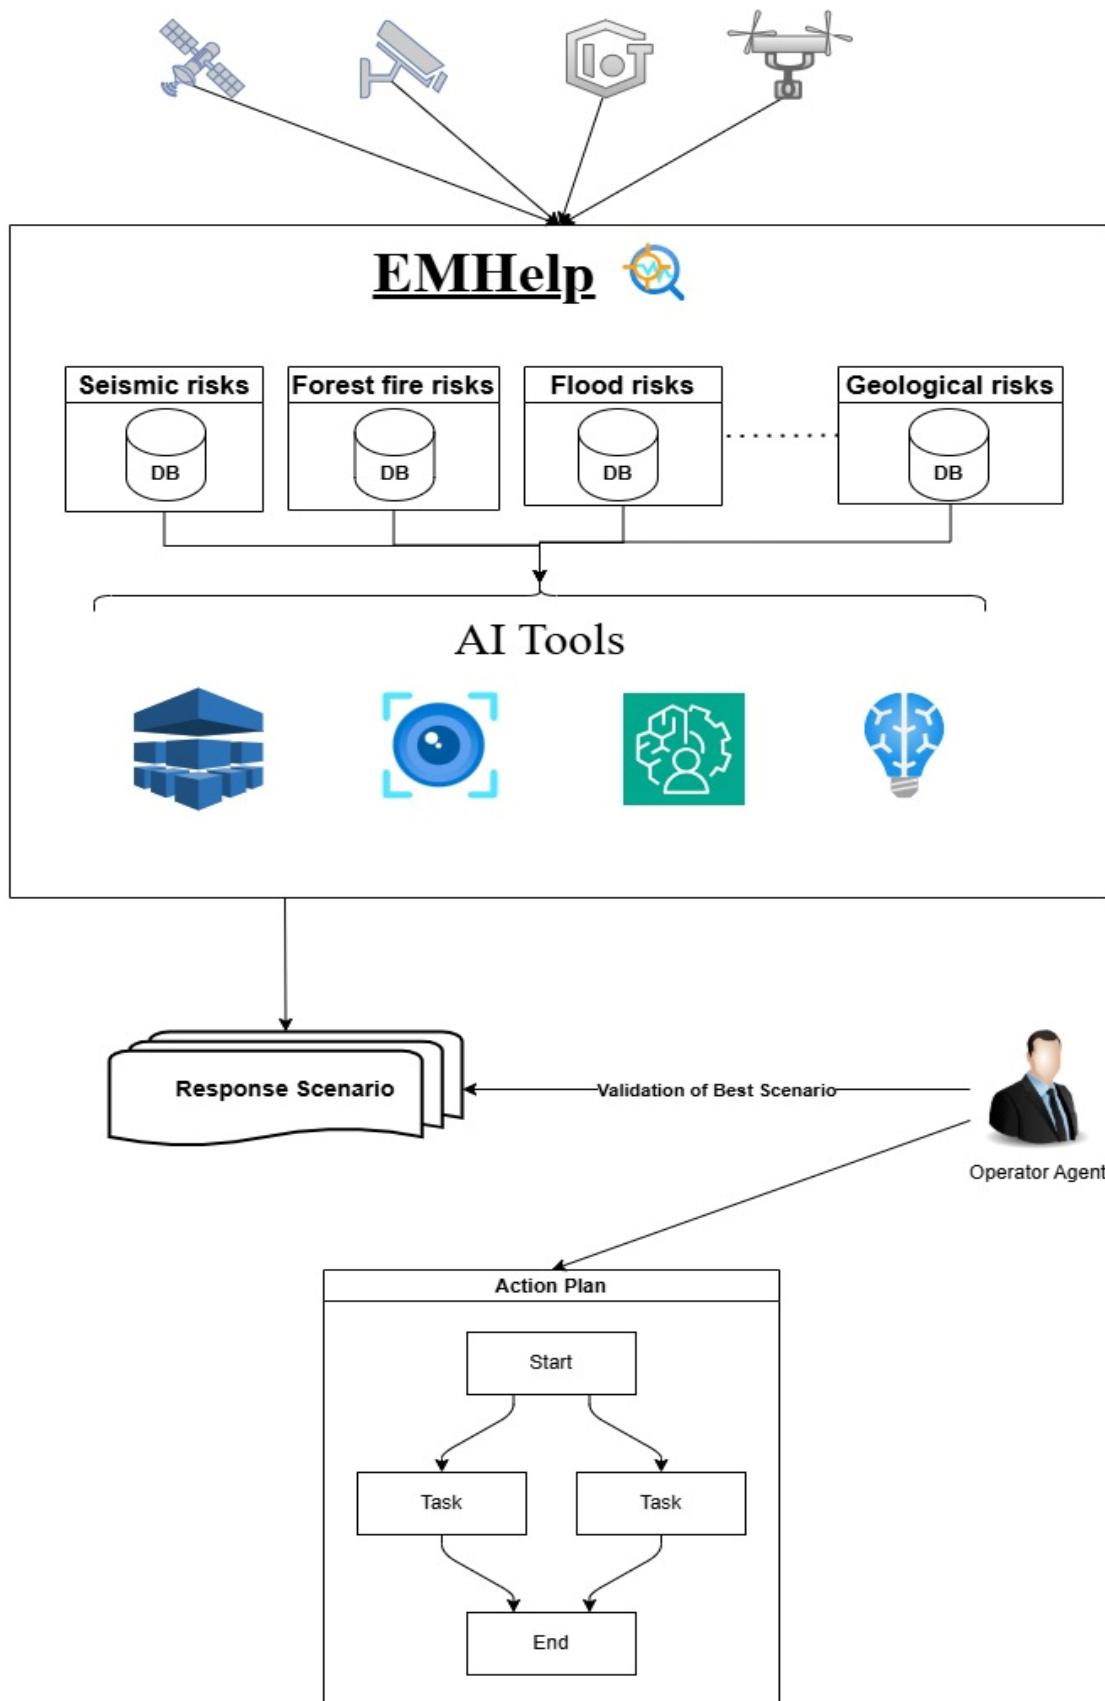 IoT
EMHelp
Seismic risks
Forest fire risks
Flood risks
Geological risks
DB
DB
DB
DB
AI Tools
Response Scenario
Validation of Best Scenario
Operator Agent
Action Plan
Start
Task
Task
End